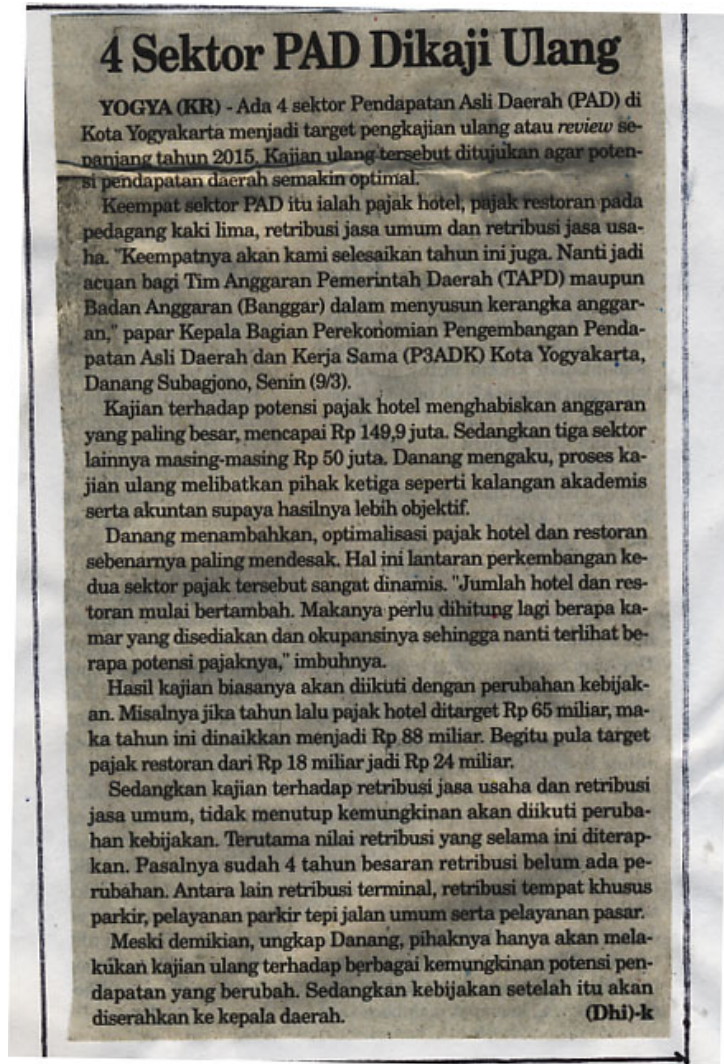 4 Sektor PAD Dikaji Ulang
YOGYA (KR) - Ada 4 sektor Pendapatan Asli Daerah (PAD) di
Kota Yogyakarta menjadi target pengkajian ulang atau review se-
panjang tahun 2015. Kajian ulang tersebut ditujukan agar poten-
si pendapatan daerah semakin optimal.
Keempat sektor PAD itu ialah pajak hotel, pajak restoran pada
pedagang kaki lima, retribusi jasa umum dan retribusi jasa usa-
ha. "Keempatnya akan kami selesaikan tahun ini juga. Nanti jadi
acuan bagi Tim Anggaran Pemerintah Daerah (TAPD) maupun
Badan Anggaran (Banggar) dalam menyusun kerangka anggar-
an," papar Kepala Bagian Perekonomian Pengembangan Penda-
patan Asli Daerah dan Kerja Sama (P3ADK) Kota Yogyakarta,
Danang Subagjono, Senin (9/3).
Kajian terhadap potensi pajak hotel menghabiskan anggaran
yang paling besar, mencapai Rp 149,9 juta. Sedangkan tiga sektor
lainnya masing-masing Rp 50 juta. Danang mengaku, proses ka-
jian ulang melibatkan pihak ketiga seperti kalangan akademis
serta akuntan supaya hasilnya lebih objektif.
Danang menambahkan, optimalisasi pajak hotel dan restoran
sebenarnya paling mendesak. Hal ini lantaran perkembangan ke-
dua sektor pajak tersebut sangat dinamis. "Jumlah hotel dan res-
toran mulai bertambah. Makanya perlu dihitung lagi berapa ka-
mar yang disediakan dan okupansinya sehingga nanti terlihat be-
rapa potensi pajaknya," imbuhnya.
Hasil kajian biasanya akan diikuti dengan perubahan kebijak-
an. Misalnya jika tahun lalu pajak hotel ditarget Rp 65 miliar, ma-
ka tahun ini dinaikkan menjadi Rp 88 miliar. Begitu pula target
pajak restoran dari Rp 18 miliar jadi Rp 24 miliar.
Sedangkan kajian terhadap retribusi jasa usaha dan retribusi
jasa umum, tidak menutup kemungkinan akan diikuti peruba-
han kebijakan. Terutama nilai retribusi yang selama ini diterap-
kan. Pasalnya sudah 4 tahun besaran retribusi belum ada pe-
rubahan. Antara lain retribusi terminal, retribusi tempat khusus
parkir, pelayanan parkir tepi jalan umum serta pelayanan pasar.
Meski demikian, ungkap Danang, pihaknya hanya akan mela-
kukan kajian ulang terhadap berbagai kemungkinan potensi pen-
dapatan yang berubah. Sedangkan kebijakan setelah itu akan
diserahkan ke kepala daerah. (Dhi)-k